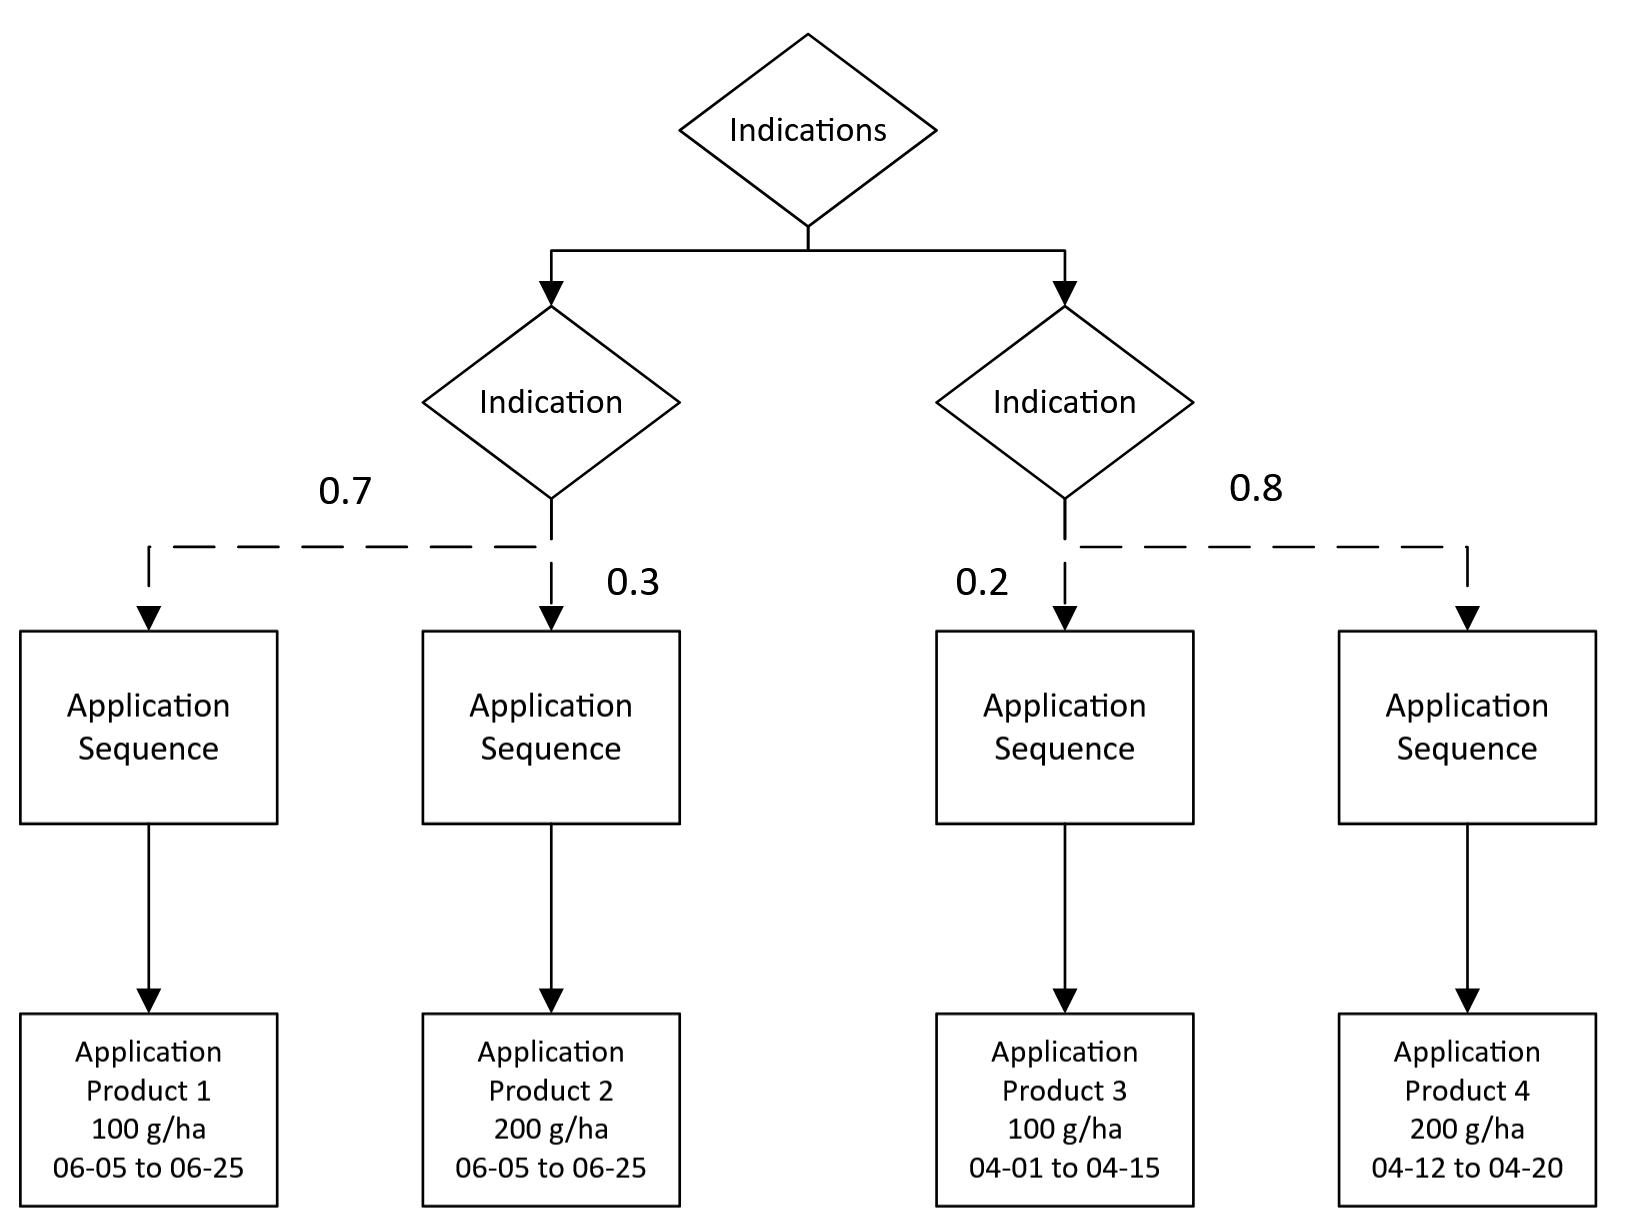 Indications
Indication
Indication
0.7
0.8
0.3
0.2
Application
Sequence
Application
Sequence
Application
Sequence
Application
Sequence
Application
Product 1
100 g/ha
06-05 to 06-25
Application
Product 2
200 g/ha
06-05 to 06-25
Application
Product 3
100 g/ha
04-01 to 04-15
Application
Product 4
200 g/ha
04-12 to 04-20